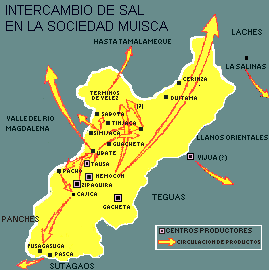 INTERCAMBIO DE SAL
EN LA SOCIEDAD MUISCA
LACHES
HASTA TAMALAMEQUE
LA SALINAS
CERINZA
TERMINOS
DE VELEZ
DUITAMA
(?)
SABOYA
VALLE DEL RIO
MAGDALENA
TINJACA
SIMIJACA
LLANOS ORIENTALES
GUACHETA
UBATE
VIJUA (?)
TAUSA
PACHO
NEMOCON
ZIPAQUIRA
TEGUAS
CAJICA
GACHETA
PANCHES
CENTROS PRODUCTORES
CIRCULACION DE PRODUCTOS
FUSAGASUGA
PASCA
SUTAGAOS